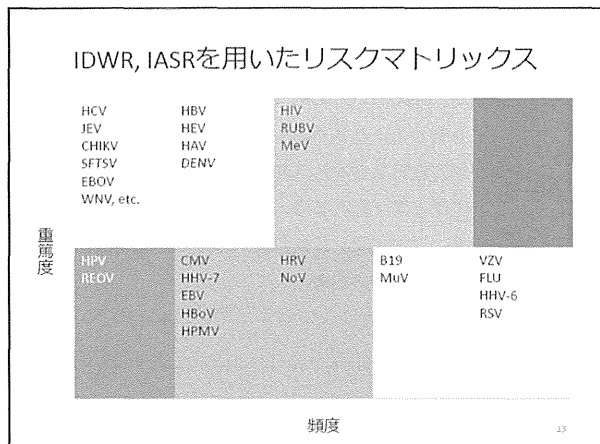 IDWR, IASRを用いたリスクマトリックス
HCV
JEV
CHIKV
SFTSV
EBOV
WNV, etc.
HBV
HEV
HAV
DENV
HIV
RUBV
MeV
重篤度
HPV
REOV
CMV
HHV-7
EBV
HBoV
HPMV
HRV
NoV
B19
MuV
VZV
FLU
HHV-6
RSV
頻度
13